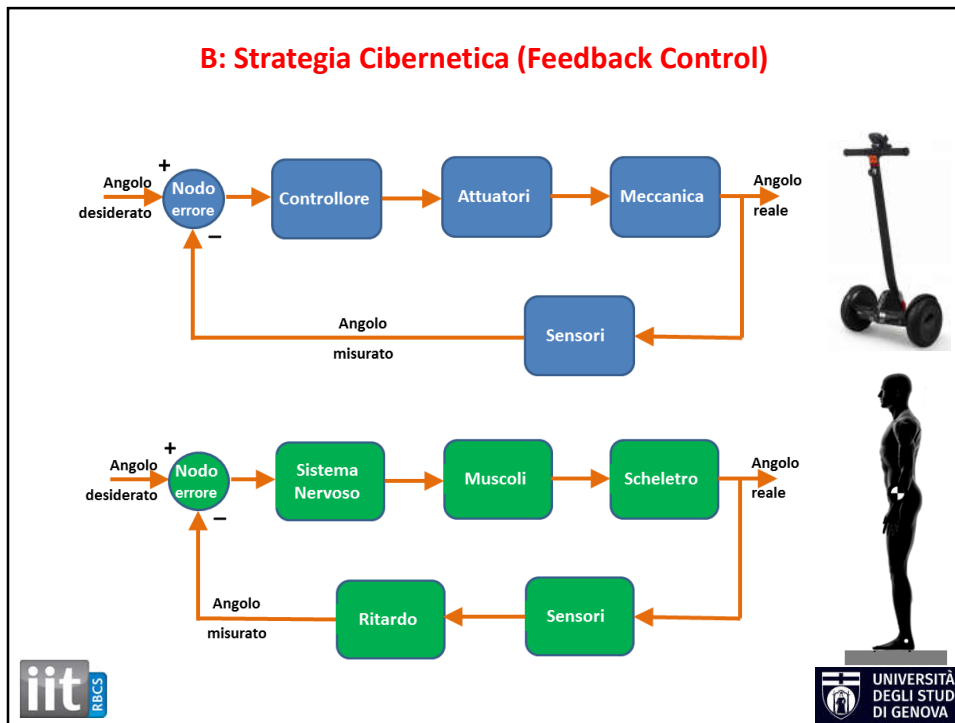 B: Strategia Cibernetica (Feedback Control)
+
Angolo
desiderato
Nodo
errore
−
Controllore
Attuatori
Meccanica
Angolo
reale
Angolo
misurato
Sensori
+
Angolo
desiderato
Nodo
errore
−
Sistema
Nervoso
Muscoli
Scheletro
Angolo
reale
Angolo
misurato
Ritardo
Sensori
iit
RBCS
UNIVERSITÀ
DEGLI STUDI
DI GENOVA